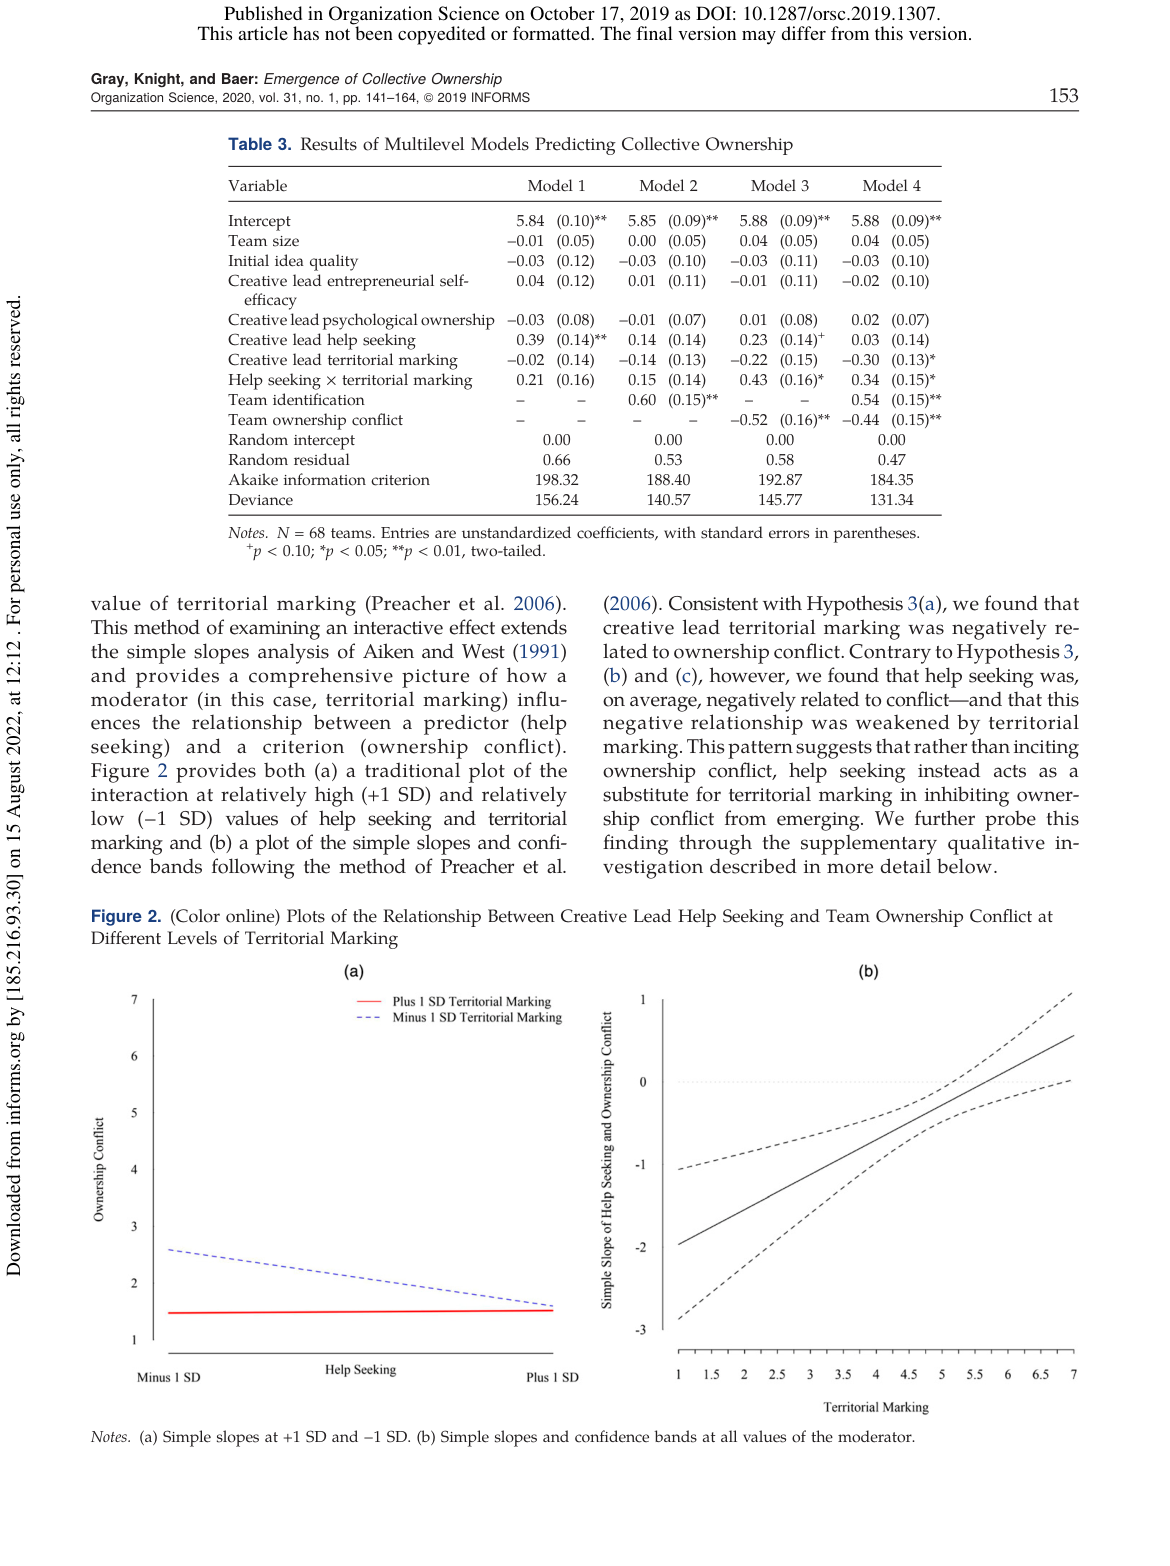 Published in Organization Science on October 17, 2019 as DOI: 10.1287/orsc.2019.1307.
This article has not been copyedited or formatted. The final version may differ from this version.
Gray, Knight, and Baer: Emergence of Collective Ownership
Organization Science, 2020, vol. 31, no. 1, pp. 141–164, © 2019 INFORMS
153
Table 3. Results of Multilevel Models Predicting Collective Ownership
Variable Model 1 Model 2 Model 3 Model 4
Intercept 5.84 (0.10)** 5.85 (0.09)** 5.88 (0.09)** 5.88 (0.09)**
Team size –0.01 (0.05) 0.00 (0.05) 0.04 (0.05) 0.04 (0.05)
Initial idea quality –0.03 (0.12) –0.03 (0.10) –0.03 (0.11) –0.03 (0.10)
Creative lead entrepreneurial self- 0.04 (0.12) 0.01 (0.11) –0.01 (0.11) –0.02 (0.10)
efficacy
Creative lead psychological ownership –0.03 (0.08) –0.01 (0.07) 0.01 (0.08) 0.02 (0.07)
Creative lead help seeking 0.39 (0.14)** 0.14 (0.14) 0.23 (0.14)+ 0.03 (0.14)
Creative lead territorial marking –0.02 (0.14) –0.14 (0.13) –0.22 (0.15) –0.30 (0.13)*
Help seeking × territorial marking 0.21 (0.16) 0.15 (0.14) 0.43 (0.16)* 0.34 (0.15)*
Team identification – – 0.60 (0.15)** – – 0.54 (0.15)**
Team ownership conflict – – – – –0.52 (0.16)** –0.44 (0.15)**
Random intercept 0.00 0.00 0.00 0.00
Random residual 0.66 0.53 0.58 0.47
Akaike information criterion 198.32 188.40 192.87 184.35
Deviance 156.24 140.57 145.77 131.34
Notes. N = 68 teams. Entries are unstandardized coefficients, with standard errors in parentheses.
+p < 0.10; *p < 0.05; **p < 0.01, two-tailed.
value of territorial marking (Preacher et al. 2006).
This method of examining an interactive effect extends
the simple slopes analysis of Aiken and West (1991)
and provides a comprehensive picture of how a
moderator (in this case, territorial marking) influ-
ences the relationship between a predictor (help
seeking) and a criterion (ownership conflict).
Figure 2 provides both (a) a traditional plot of the
interaction at relatively high (+1 SD) and relatively
low (−1 SD) values of help seeking and territorial
marking and (b) a plot of the simple slopes and confi-
dence bands following the method of Preacher et al.
(2006). Consistent with Hypothesis 3(a), we found that
creative lead territorial marking was negatively re-
lated to ownership conflict. Contrary to Hypothesis 3,
(b) and (c), however, we found that help seeking was,
on average, negatively related to conflict—and that this
negative relationship was weakened by territorial
marking. This pattern suggests that rather than inciting
ownership conflict, help seeking instead acts as a
substitute for territorial marking in inhibiting owner-
ship conflict from emerging. We further probe this
finding through the supplementary qualitative in-
vestigation described in more detail below.
Figure 2. (Color online) Plots of the Relationship Between Creative Lead Help Seeking and Team Ownership Conflict at
Different Levels of Territorial Marking
(a)
Plus 1 SD Territorial Marking
Minus 1 SD Territorial Marking
7
6
5
4
3
2
1
Ownership Conflict
Minus 1 SD
Help Seeking
Plus 1 SD
(b)
1
0
-1
-2
-3
Simple Slope of Help Seeking and Ownership Conflict
1 1.5 2 2.5 3 3.5 4 4.5 5 5.5 6 6.5 7
Territorial Marking
Notes. (a) Simple slopes at +1 SD and −1 SD. (b) Simple slopes and confidence bands at all values of the moderator.
Downloaded from informs.org by [185.216.93.30] on 15 August 2022, at 12:12 . For personal use only, all rights reserved.